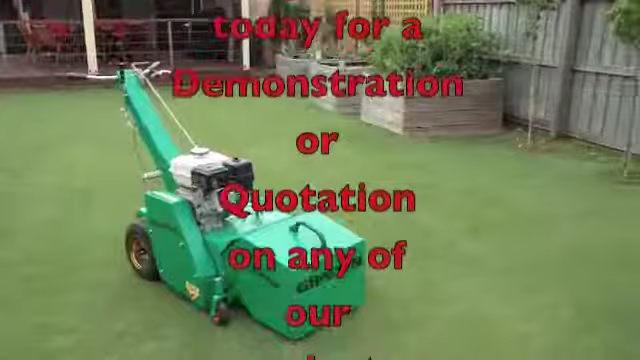 today for a
Demonstration
or
Quotation
on any of
our